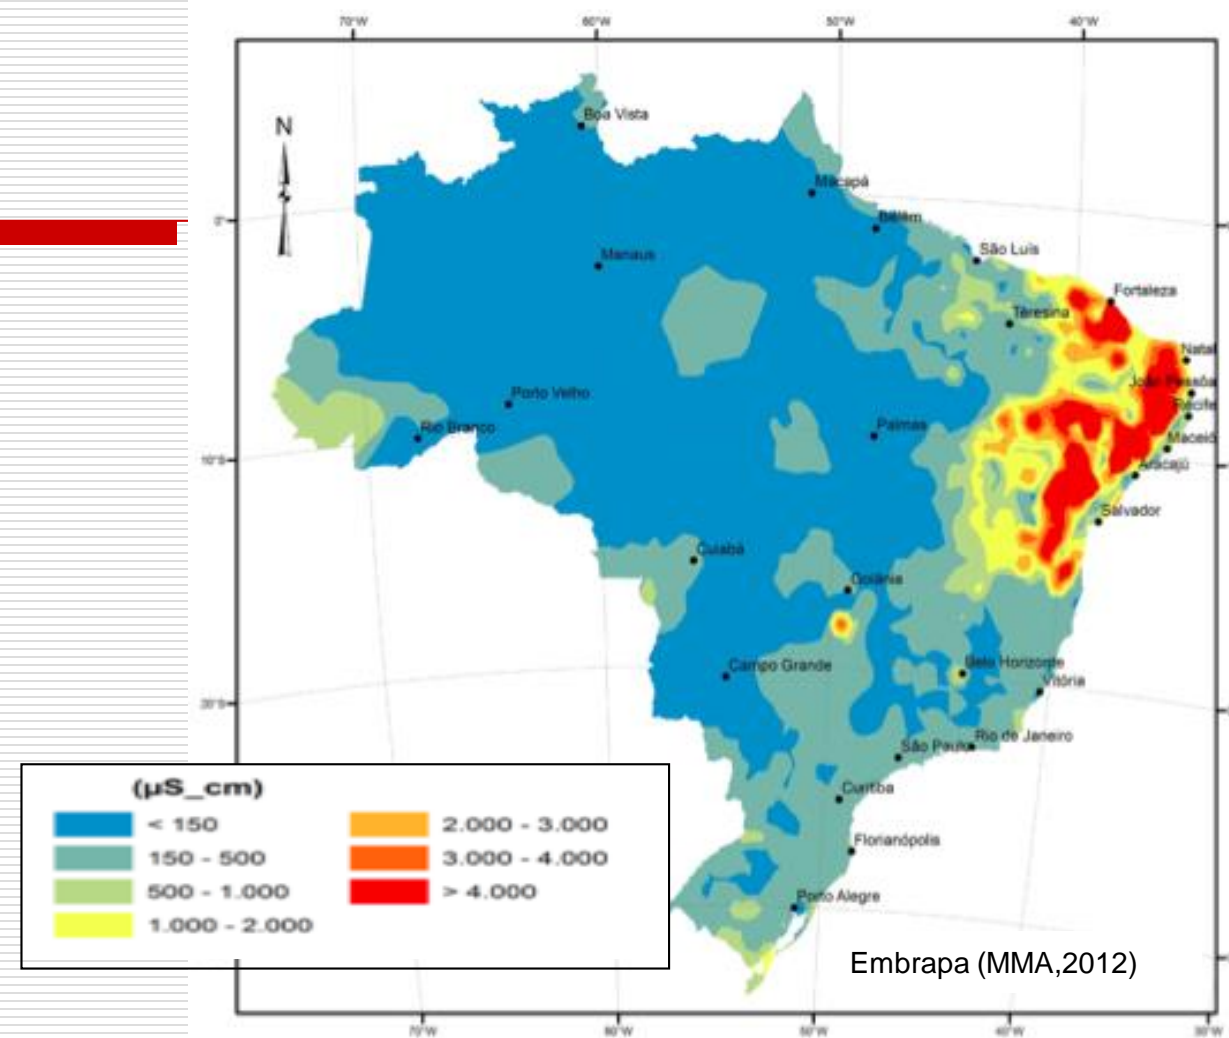 70°W 60°W 50°W 40°W
N
Boa Vista
Macapá
Belém
0°
São Luís
Manaus
Fortaleza
Teresina
Natal
João Pessôa
Porto Velho
Recife
Rio Branco
Palmas
Maceió
10°S
Aracajú
Salvador
Cuiabá
Goiânia
Belo Horizonte
Campo Grande
Vitória
20°S
Rio de Janeiro
São Paulo
Curitiba
(µS_cm)
< 150
150 - 500
500 - 1.000
1.000 - 2.000
2.000 - 3.000
3.000 - 4.000
> 4.000
Florianópolis
Porto Alegre
Embrapa (MMA,2012)
70°W 60°W 50°W 40°W 30°W